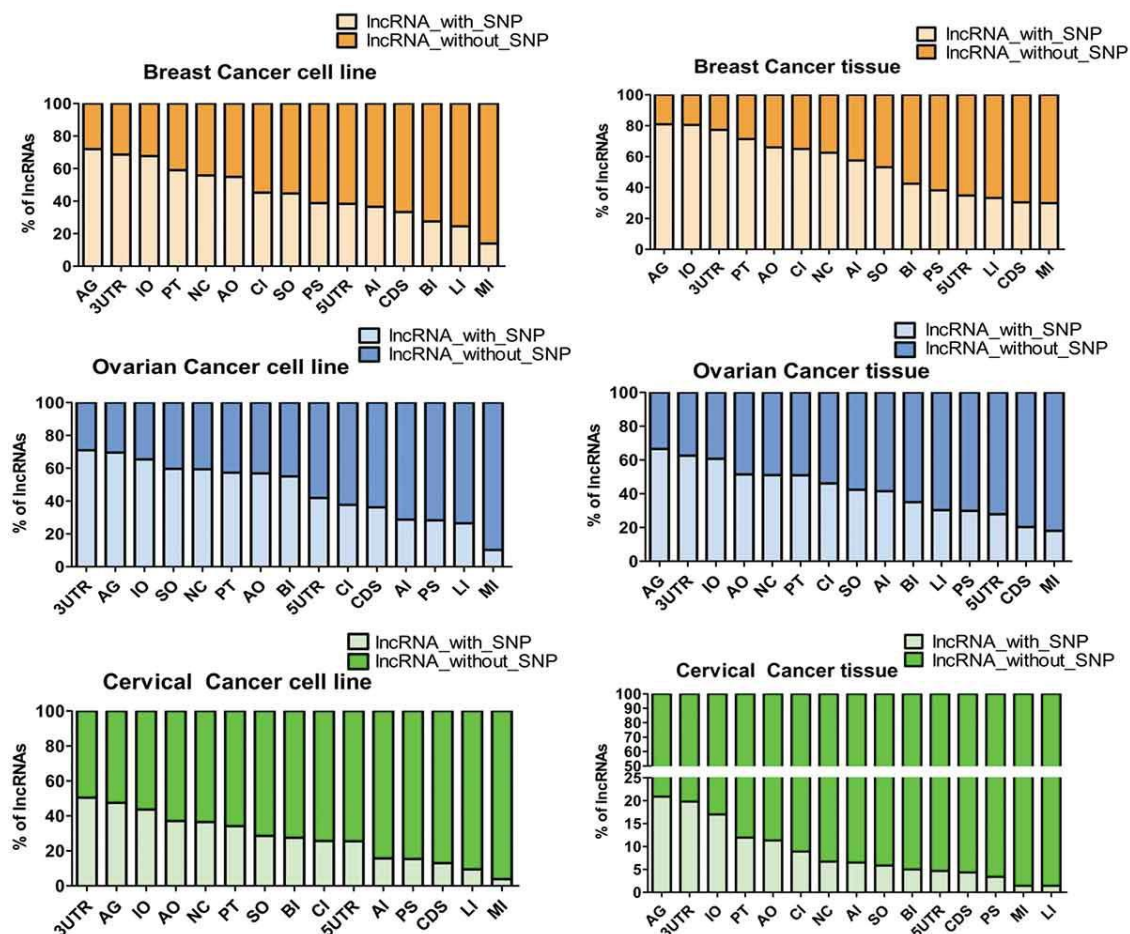 lncRNA_with_SNP
lncRNA_without_SNP
Breast Cancer cell line
% of lncRNAs
100
80
60
40
20
0
AG 3UTR IO PT NC AO CI SO PS 5UTR AI CDS BI LI MI
lncRNA_with_SNP
lncRNA_without_SNP
Breast Cancer tissue
% of lncRNAs
100
80
60
40
20
0
AG IO 3UTR PT AO CI NC AI SO BI PS 5UTR LI CDS MI
lncRNA_with_SNP
lncRNA_without_SNP
Ovarian Cancer cell line
% of lncRNAs
100
80
60
40
20
0
3UTR AG IO SO NC PT AO BI 5UTR CI CDS AI PS LI MI
lncRNA_with_SNP
lncRNA_without_SNP
Ovarian Cancer tissue
% of lncRNAs
100
80
60
40
20
0
AG 3UTR IO AO NC PT CI SO AI BI LI PS 5UTR CDS MI
lncRNA_with_SNP
lncRNA_without_SNP
Cervical Cancer cell line
% of lncRNAs
100
80
60
40
20
0
3UTR AG IO AO NC PT SO BI CI 5UTR AI PS CDS LI MI
lncRNA_with_SNP
lncRNA_without_SNP
Cervical Cancer tissue
% of lncRNAs
100
90
80
70
60
50
25
20
15
10
5
0
AG 3UTR IO PT AO CI NC AI SO BI 5UTR CDS PS MI LI